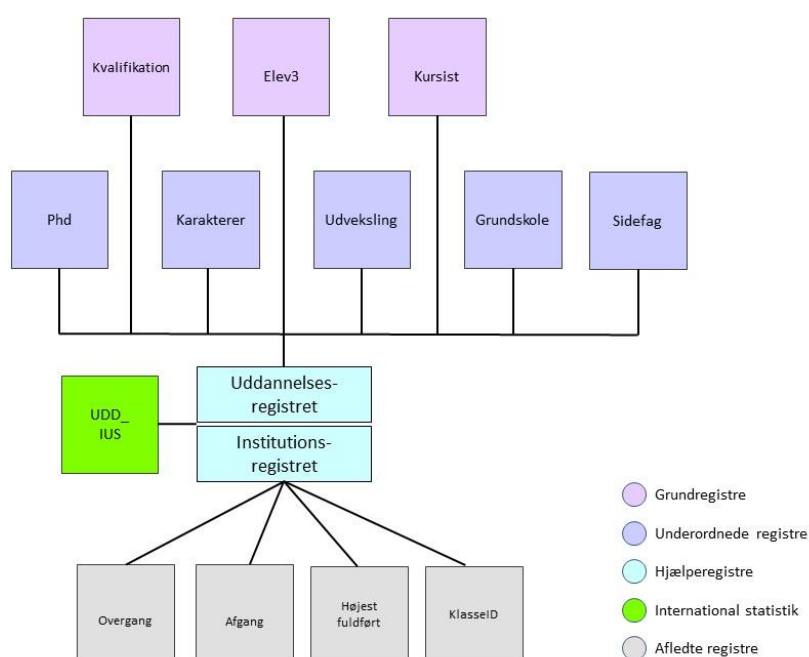 Kvalifikation
Elev3
Kursist
Phd
Karakterer
Udveksling
Grundskole
Sidefag
Uddannelses-
registret
UDD_
IUS
Institutions-
registret
Overgang
Afgang
Højest
fuldført
KlasseID
Grundregistre
Underordnede registre
Hjælperegistre
International statistik
Afledte registre